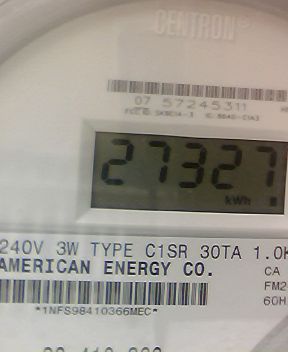 CENTRON®
07 57245311
27327
kWh
240V 3W TYPE C1SR 30TA 1.0K
AMERICAN ENERGY CO.
CA
FM2
60H
*1NFS98410366MEC*